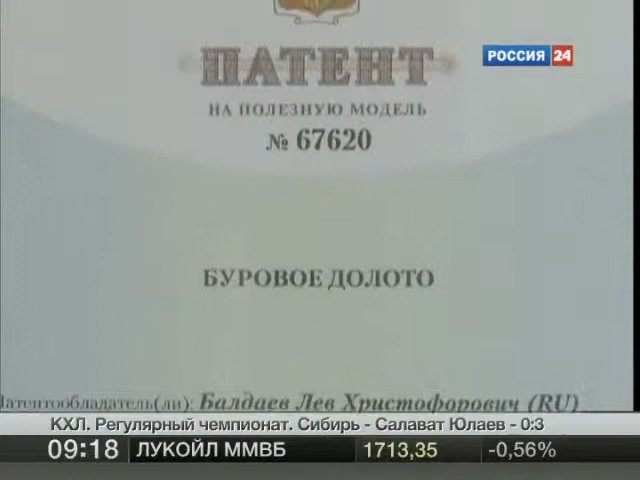 ПАТЕНТ
РОССИЯ 24
НА ПОЛЕЗНУЮ МОДЕЛЬ
№ 67620
БУРОВОЕ ДОЛОТО
Патентообладатель(ли): Балдаев Лев Христофорович (RU)
КХЛ. Регулярный чемпионат. Сибирь - Салават Юлаев - 0:3
09:18 ЛУКОЙЛ ММВБ 1713,35 -0,56%